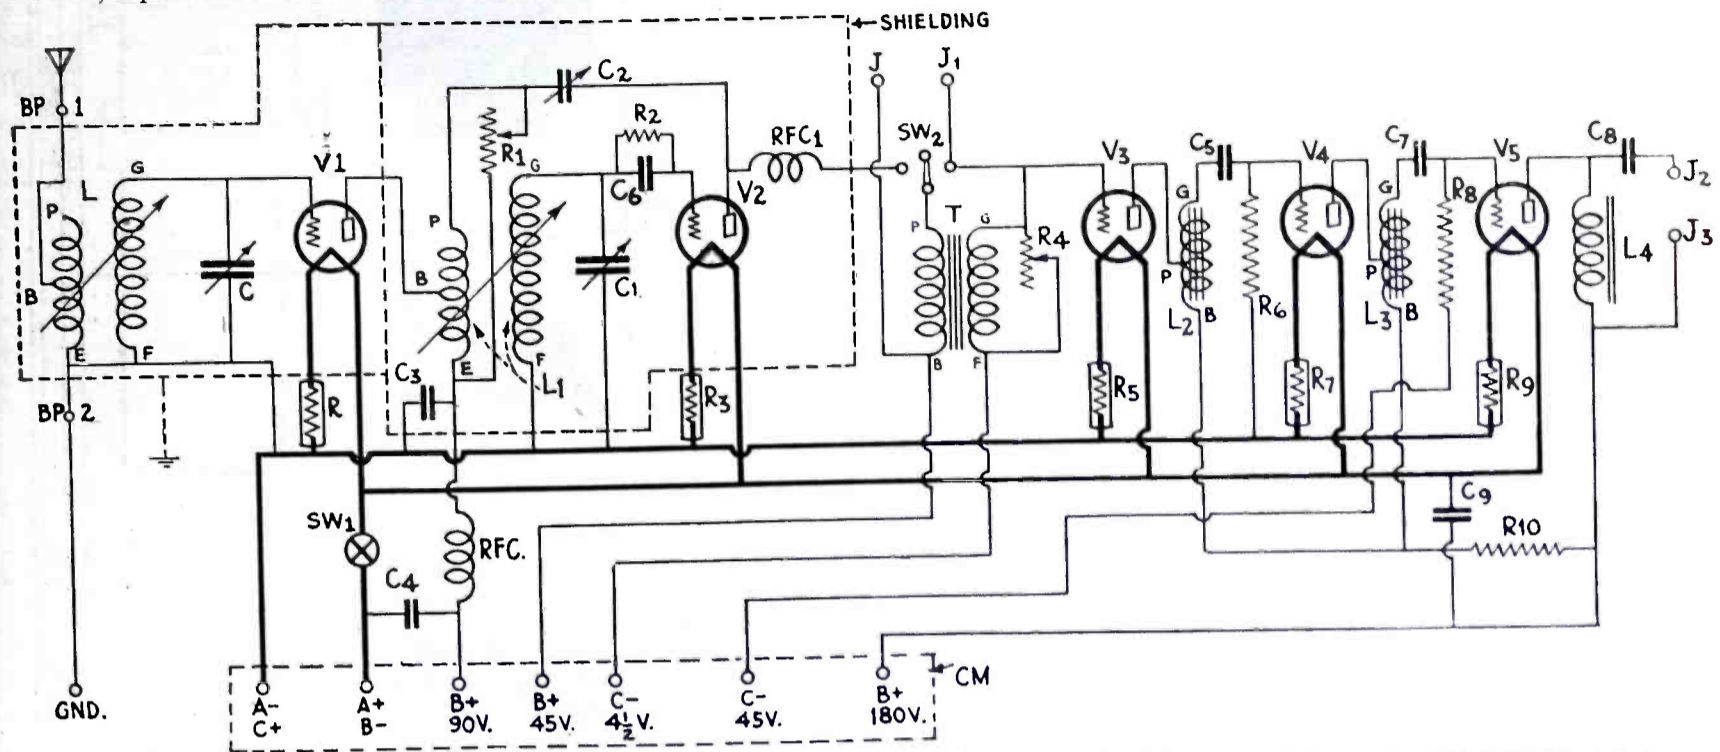 SHIELDING
J
J1
BP 1
C2
R2
R1
SW2
RFC1
V1
L
G
P
B
E
F
C
P
B
E
G
F
C6
C1
V2
L1
C3
BP 2
R
R3
T
P
G
B
F
R4
V3
C5
G
P
B
L2
R6
V4
C7
G
P
B
L3
R8
V5
C8
J2
J3
L4
R5
R7
R9
C9
R10
SW1
C4
RFC.
CM
GND.
A-
C+
A+
B-
B+
90V.
B+
45V.
C-
4½V.
C-
45V.
B+
180V.